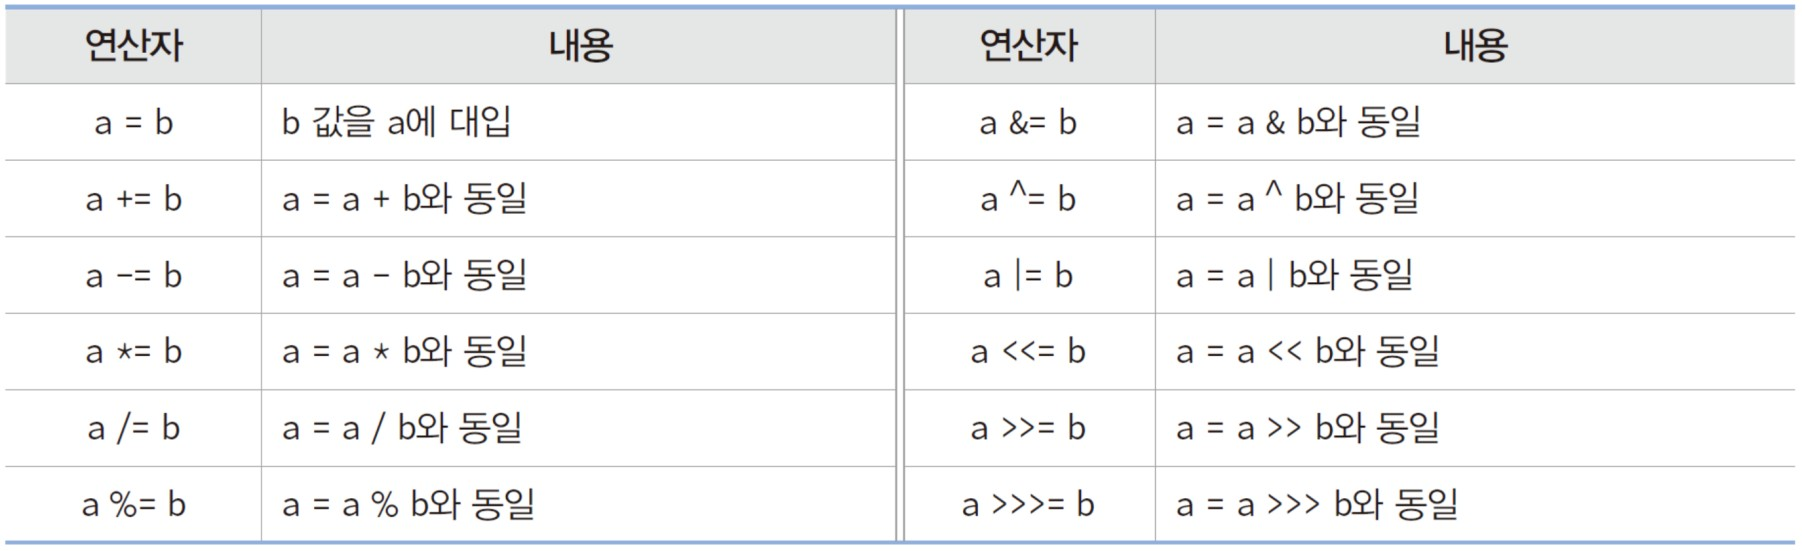 연산자 내용 연산자 내용
a = b b 값을 a에 대입 a &= b a = a & b와 동일
a += b a = a + b와 동일 a ^= b a = a ^ b와 동일
a -= b a = a - b와 동일 a |= b a = a | b와 동일
a *= b a = a * b와 동일 a <<= b a = a << b와 동일
a /= b a = a / b와 동일 a >>= b a = a >> b와 동일
a %= b a = a % b와 동일 a >>>= b a = a >>> b와 동일